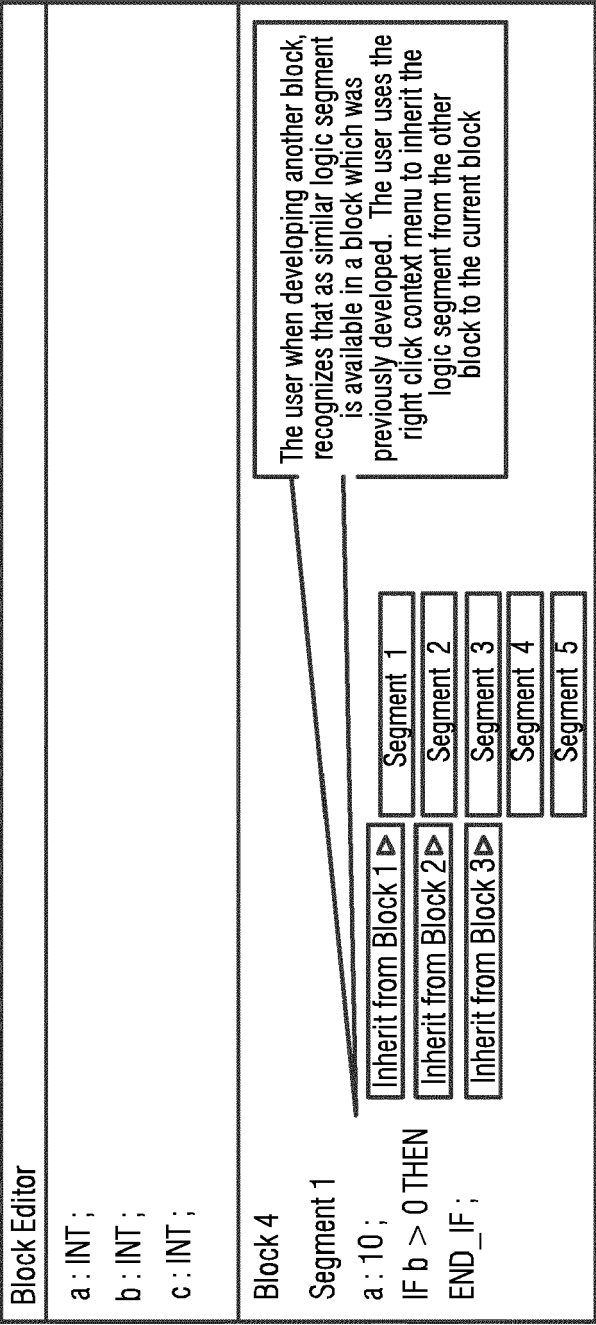 Block Editor
a : INT ;
b : INT ;
c : INT ;
Block 4
Segment 1
a : 10 ;
IF b > 0 THEN
END_IF ;
The user when developing another block,
recognizes that as similar logic segment
is available in a block which was
previously developed. The user uses the
right click context menu to inherit the
logic segment from the other
block to the current block
Inherit from Block 1
Inherit from Block 2
Inherit from Block 3
Segment 1
Segment 2
Segment 3
Segment 4
Segment 5